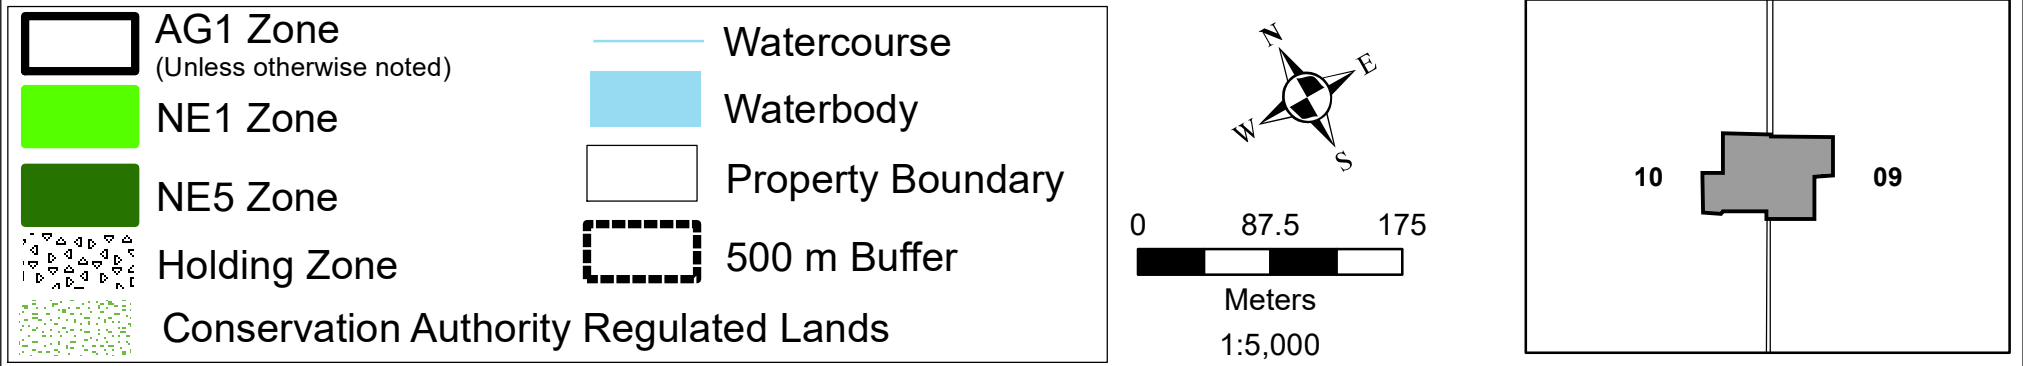 AG1 Zone
(Unless otherwise noted)
NE1 Zone
NE5 Zone
Holding Zone
Conservation Authority Regulated Lands
Watercourse
Waterbody
Property Boundary
500 m Buffer
N
E
W
S
0 87.5 175
Meters
1:5,000
10 09